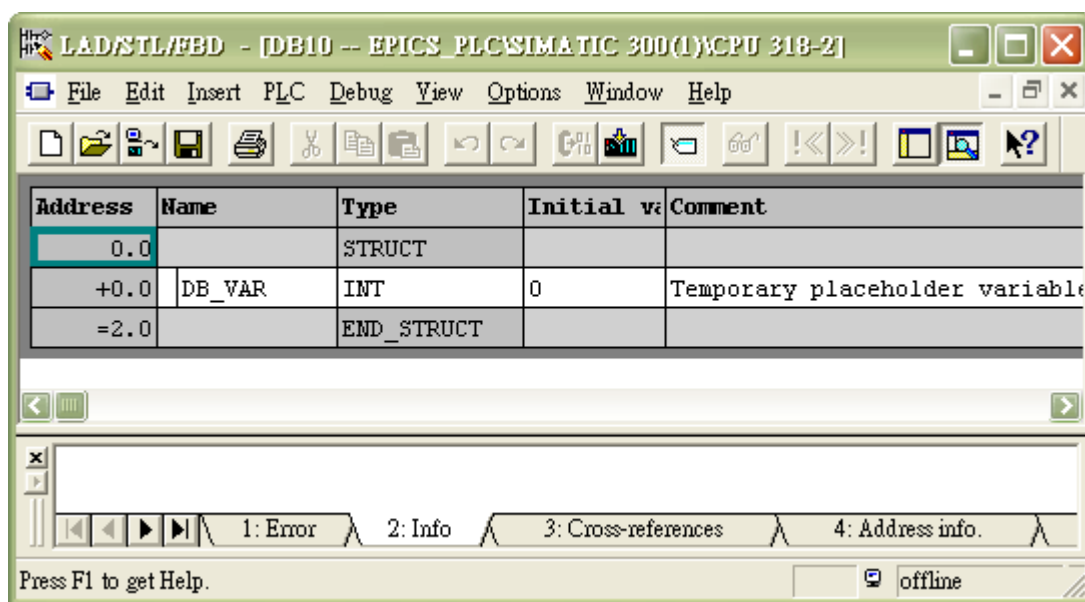 LAD/STL/FBD - [DB10 -- EPICS_PLC\SIMATIC 300(1)\CPU 318-2]
File Edit Insert PLC Debug View Options Window Help
Address Name Type Initial va Comment
0.0 STRUCT
+0.0 DB_VAR INT 0 Temporary placeholder variable
=2.0 END_STRUCT
1: Error 2: Info 3: Cross-references 4: Address info.
Press F1 to get Help. offline